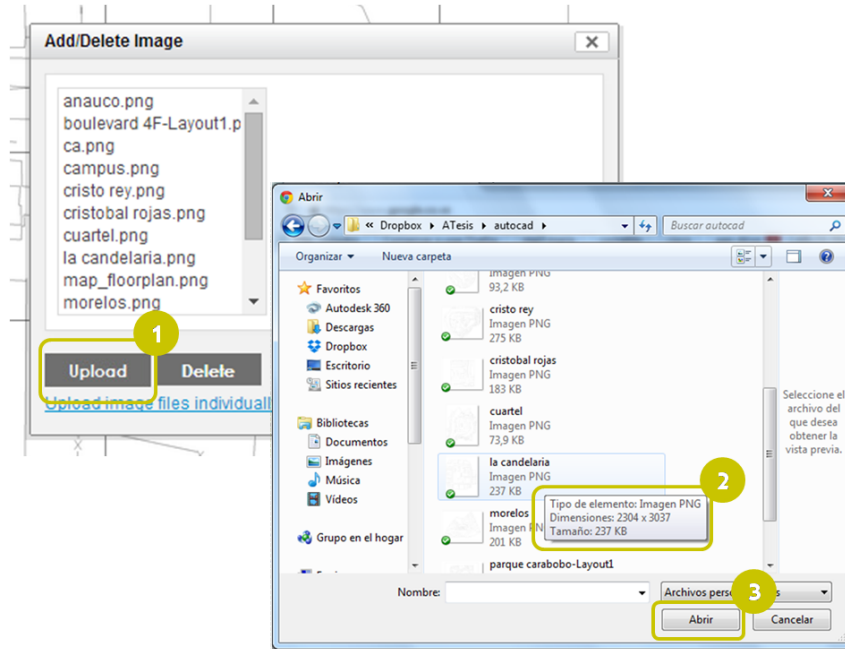 Add/Delete Image
anauco.png
boulevard 4F-Layout1.p
ca.png
campus.png
cristo rey.png
cristobal rojas.png
cuartel.png
la candelaria.png
map_floorplan.png
morelos.png
1
Upload Delete
Upload image files individuall
Abrir
« Dropbox ATesis autocad
Buscar autocad
Organizar Nueva carpeta
Favoritos
Autodesk 360
Descargas
Dropbox
Escritorio
Sitios recientes
Bibliotecas
Documentos
Imágenes
Música
Vídeos
Grupo en el hogar
Imagen PNG
93,2 KB
cristo rey
Imagen PNG
275 KB
cristobal rojas
Imagen PNG
183 KB
cuartel
Imagen PNG
73,9 KB
la candelaria
Imagen PNG
237 KB
morelos
Imagen PN
201 KB
parque carabobo-Layout1
2
Tipo de elemento: Imagen PNG
Dimensiones: 2304 x 3037
Tamaño: 237 KB
Seleccione el
archivo del
que desea
obtener la
vista previa.
Nombre:
Archivos pers
3
Abrir Cancelar